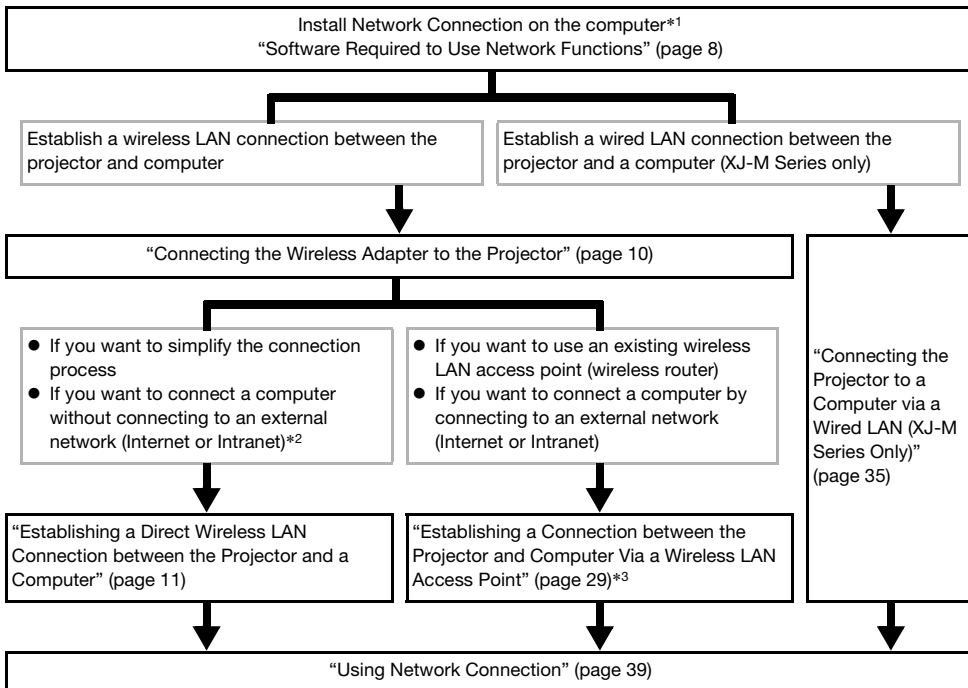 Install Network Connection on the computer*1
“Software Required to Use Network Functions” (page 8)
Establish a wireless LAN connection between the
projector and computer
Establish a wired LAN connection between the
projector and a computer (XJ-M Series only)
“Connecting the Wireless Adapter to the Projector” (page 10)
● If you want to simplify the connection
process
● If you want to connect a computer
without connecting to an external
network (Internet or Intranet)*2
● If you want to use an existing wireless
LAN access point (wireless router)
● If you want to connect a computer by
connecting to an external network
(Internet or Intranet)
“Connecting the
Projector to a
Computer via a
Wired LAN (XJ-M
Series Only)”
(page 35)
“Establishing a Direct Wireless LAN
Connection between the Projector and a
Computer” (page 11)
“Establishing a Connection between the
Projector and Computer Via a Wireless LAN
Access Point” (page 29)*3
“Using Network Connection” (page 39)